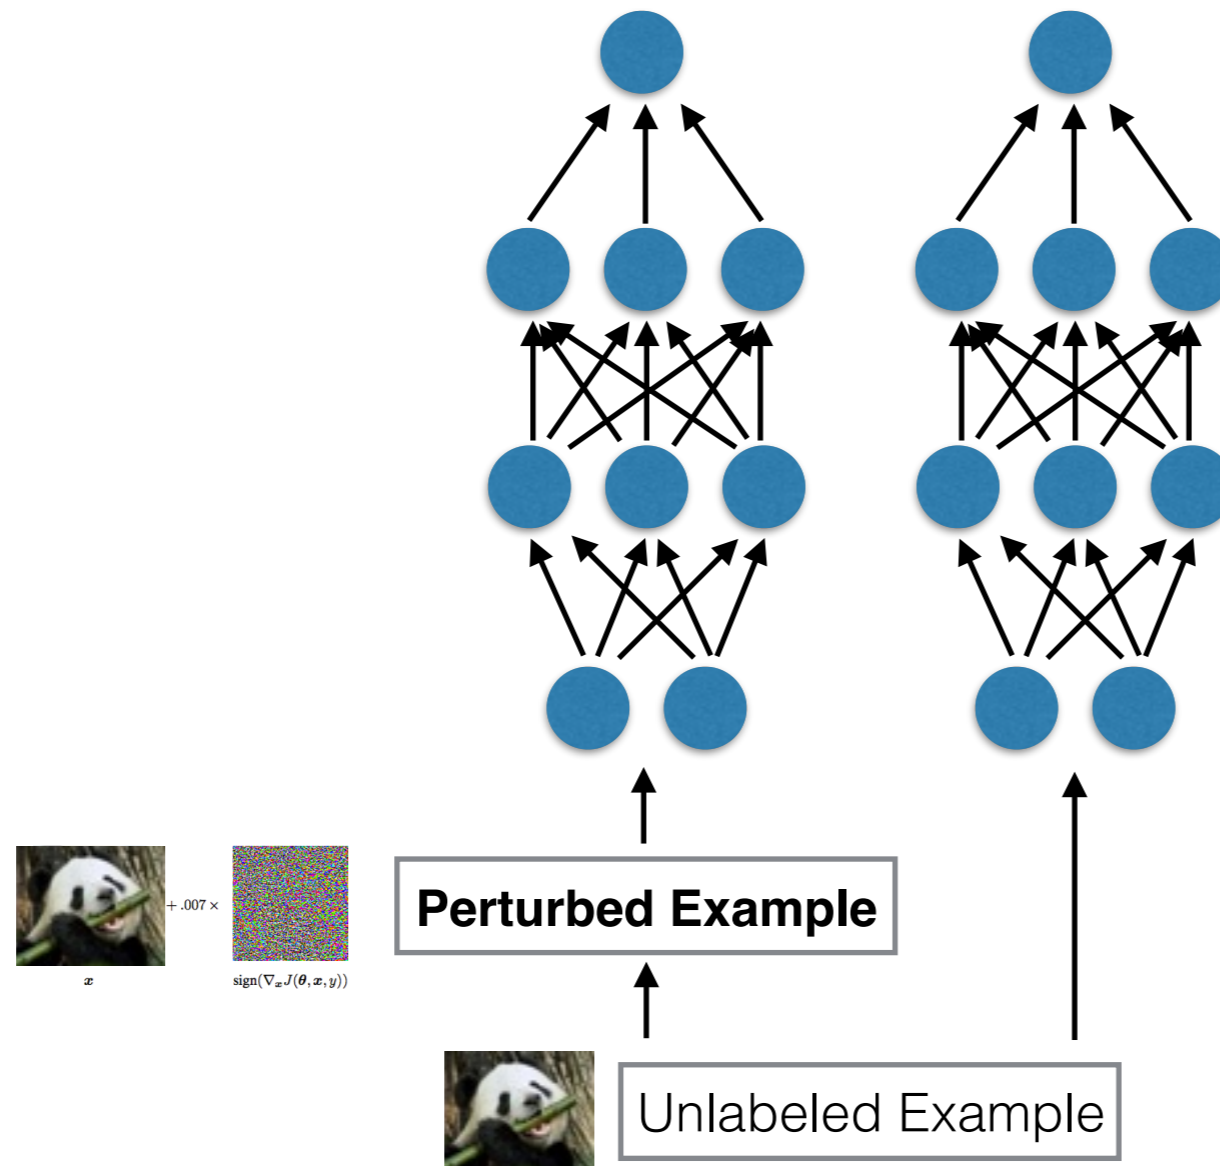 Perturbed Example
+ .007 ×
x
sign(∇ₓJ(θ, x, y))
Unlabeled Example